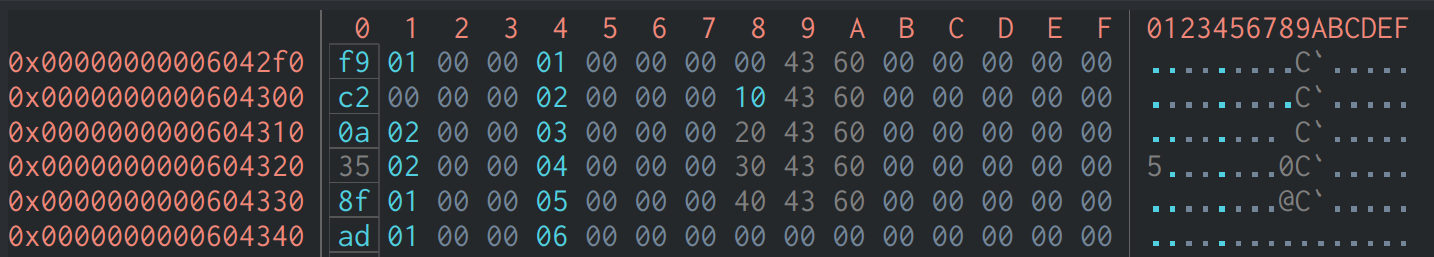 0 1 2 3 4 5 6 7 8 9 A B C D E F 0123456789ABCDEF
0x00000000006042f0 f9 01 00 00 01 00 00 00 00 43 60 00 00 00 00 00 .........C`.....
0x0000000000604300 c2 00 00 00 02 00 00 00 10 43 60 00 00 00 00 00 .........C`.....
0x0000000000604310 0a 02 00 00 03 00 00 00 20 43 60 00 00 00 00 00 ........ C`.....
0x0000000000604320 35 02 00 00 04 00 00 00 30 43 60 00 00 00 00 00 5.......0C`.....
0x0000000000604330 8f 01 00 00 05 00 00 00 40 43 60 00 00 00 00 00 ........@C`.....
0x0000000000604340 ad 01 00 00 06 00 00 00 00 00 00 00 00 00 00 00 ................